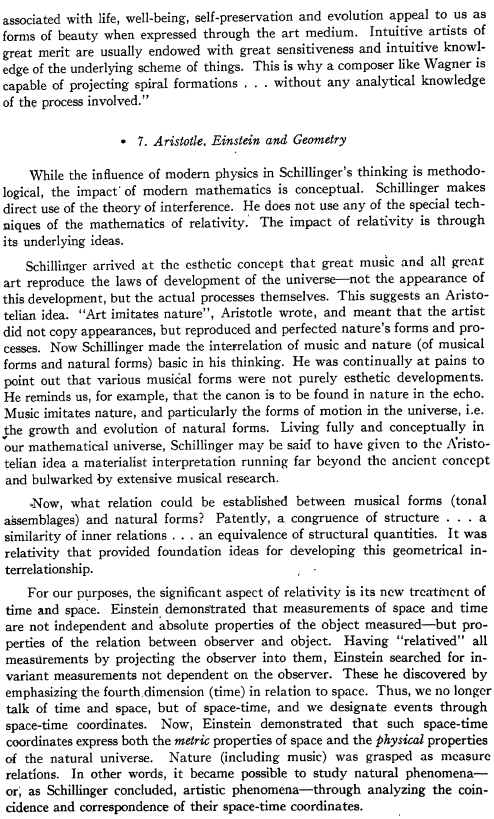 associated with life, well-being, self-preservation and evolution appeal to us as
forms of beauty when expressed through the art medium. Intuitive artists of
great merit are usually endowed with great sensitiveness and intuitive knowl-
edge of the underlying scheme of things. This is why a composer like Wagner is
capable of projecting spiral formations . . . without any analytical knowledge
of the process involved."
• 7. Aristotle, Einstein and Geometry
While the influence of modern physics in Schillinger's thinking is methodo-
logical, the impact of modern mathematics is conceptual. Schillinger makes
direct use of the theory of interference. He does not use any of the special tech-
niques of the mathematics of relativity. The impact of relativity is through
its underlying ideas.
Schillinger arrived at the esthetic concept that great music and all great
art reproduce the laws of development of the universe—not the appearance of
this development, but the actual processes themselves. This suggests an Aristo-
telian idea. "Art imitates nature", Aristotle wrote, and meant that the artist
did not copy appearances, but reproduced and perfected nature's forms and pro-
cesses. Now Schillinger made the interrelation of music and nature (of musical
forms and natural forms) basic in his thinking. He was continually at pains to
point out that various musical forms were not purely esthetic developments.
He reminds us, for example, that the canon is to be found in nature in the echo.
Music imitates nature, and particularly the forms of motion in the universe, i.e.
the growth and evolution of natural forms. Living fully and conceptually in
our mathematical universe, Schillinger may be said to have given to the Aristo-
telian idea a materialist interpretation running far beyond the ancient concept
and bulwarked by extensive musical research.
Now, what relation could be established between musical forms (tonal
assemblages) and natural forms? Patently, a congruence of structure . . . a
similarity of inner relations . . . an equivalence of structural quantities. It was
relativity that provided foundation ideas for developing this geometrical in-
terrelationship.
For our purposes, the significant aspect of relativity is its new treatment of
time and space. Einstein demonstrated that measurements of space and time
are not independent and absolute properties of the object measured—but pro-
perties of the relation between observer and object. Having "relatived" all
measurements by projecting the observer into them, Einstein searched for in-
variant measurements not dependent on the observer. These he discovered by
emphasizing the fourth dimension (time) in relation to space. Thus, we no longer
talk of time and space, but of space-time, and we designate events through
space-time coordinates. Now, Einstein demonstrated that such space-time
coordinates express both the metric properties of space and the physical properties
of the natural universe. Nature (including music) was grasped as measure
relations. In other words, it became possible to study natural phenomena—
or, as Schillinger concluded, artistic phenomena—through analyzing the coin-
cidence and correspondence of their space-time coordinates.